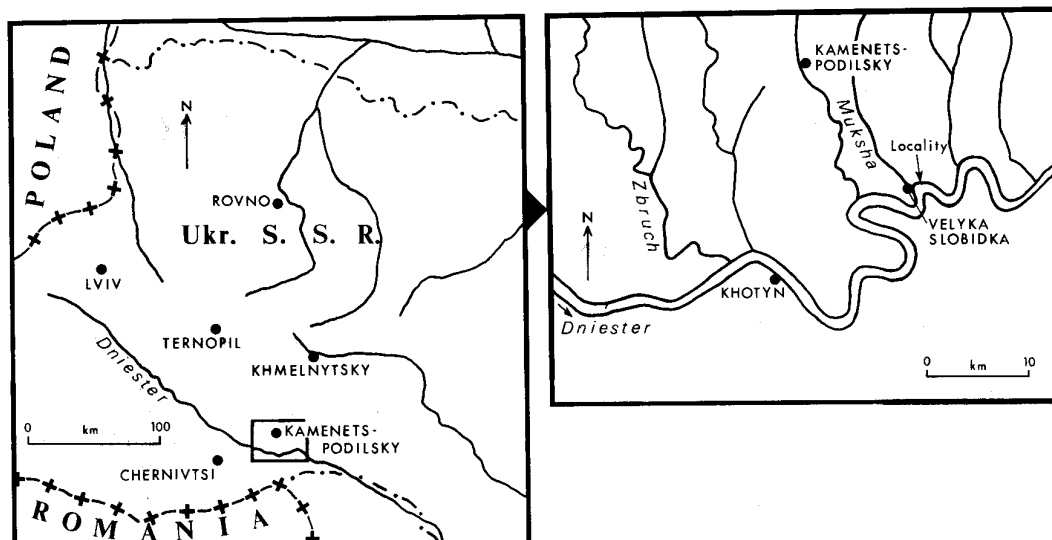 POLAND
N
ROVNO
Ukr. S. S. R.
LVIV
TERNOPIL
Dniester
KHMELNYTSKY
0 km 100
KAMENETS-
PODILSKY
CHERNIVTSI
ROMANIA
KAMENETS-
PODILSKY
Muksha
Locality
Zbruch
N
VELYKA
SLOBIDKA
KHOTYN
Dniester
0 km 10